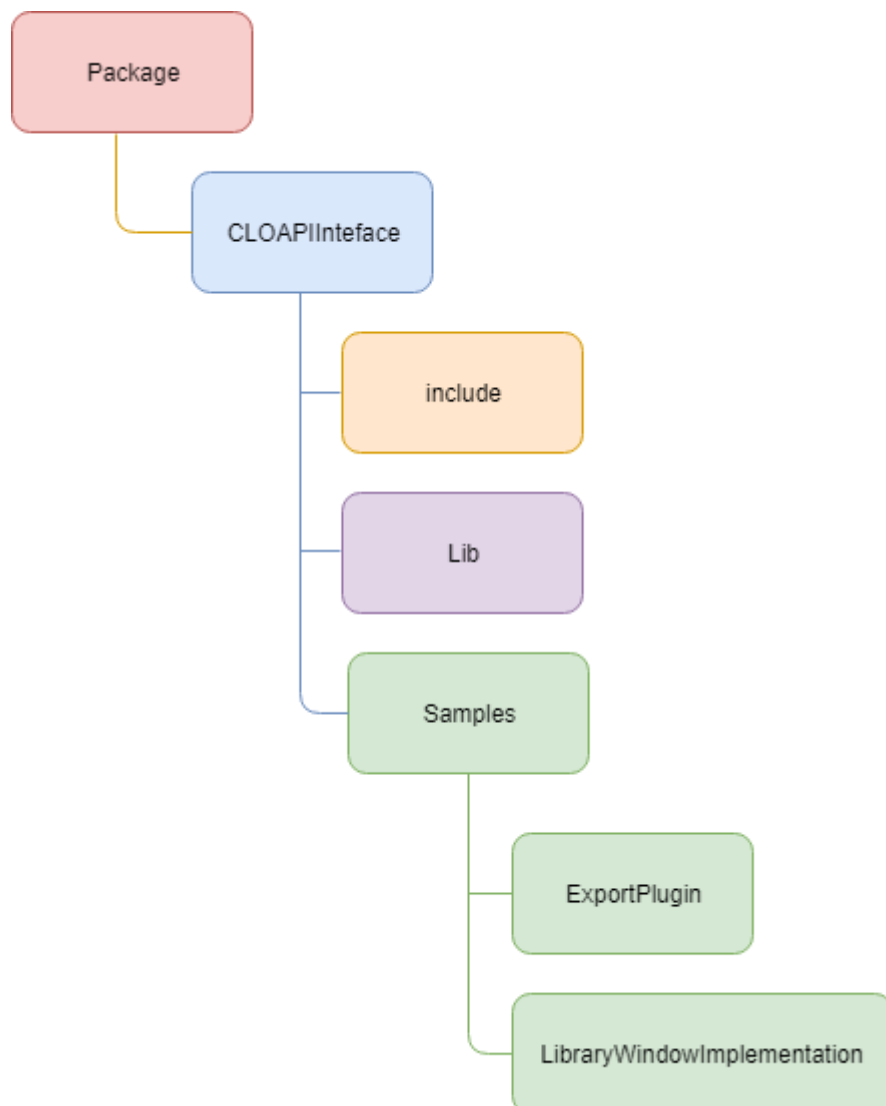 Package
CLOAPIInteface
include
Lib
Samples
ExportPlugin
LibraryWindowImplementation